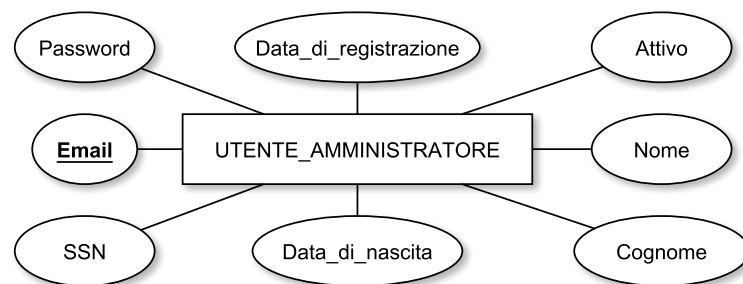 Password
Data_di_registrazione
Attivo
Email
UTENTE_AMMINISTRATORE
Nome
SSN
Data_di_nascita
Cognome